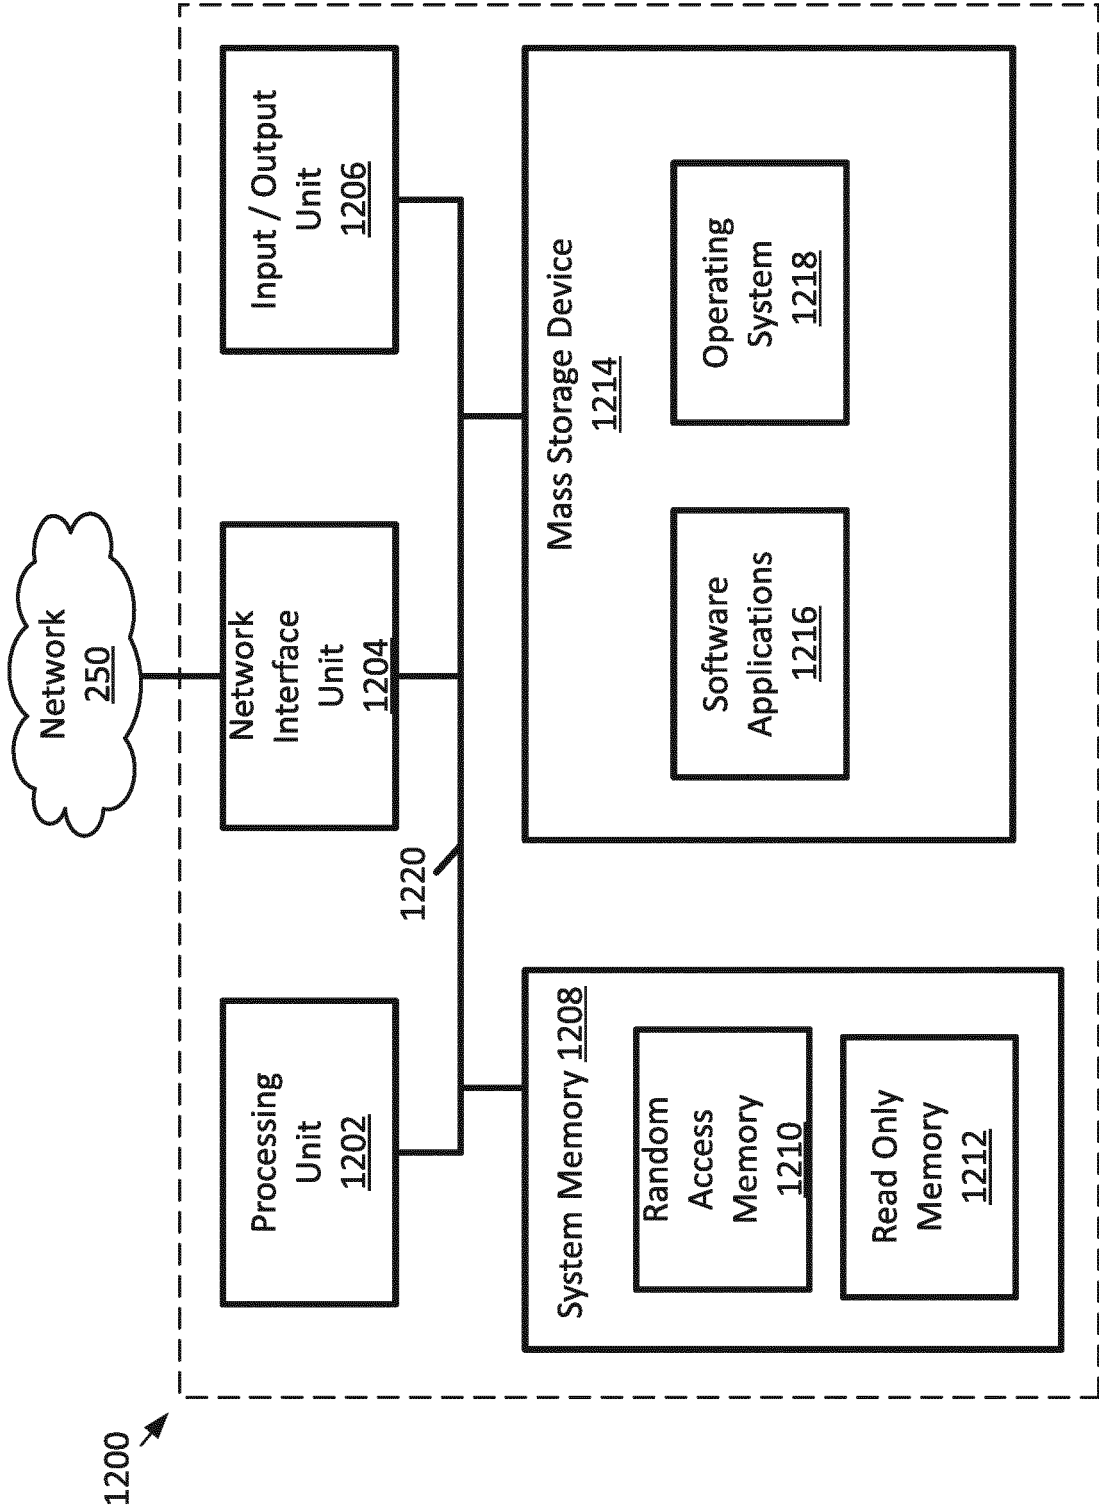 1200
Network
250
Processing
Unit
1202
Network
Interface
Unit
1204
Input / Output
Unit
1206
1220
System Memory 1208
Random
Access
Memory
1210
Read Only
Memory
1212
Mass Storage Device
1214
Software
Applications
1216
Operating
System
1218